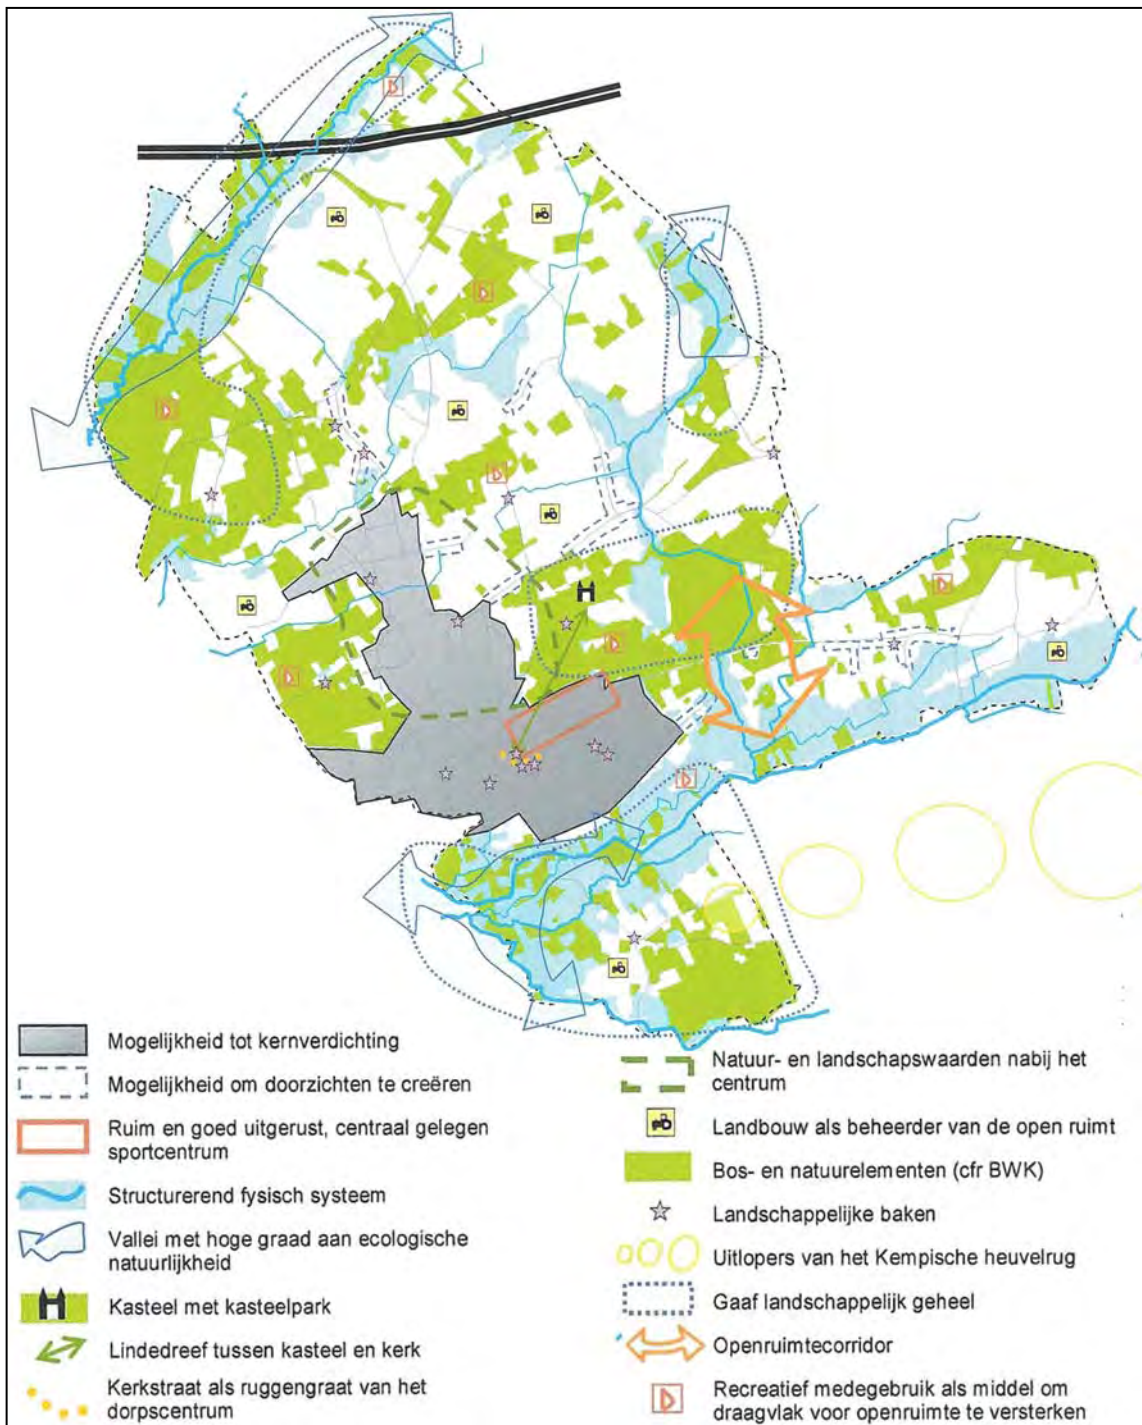 Mogelijkheid tot kernverdichting
Mogelijkheid om doorzichten te creëren
Ruim en goed uitgerust, centraal gelegen
sportcentrum
Structurerend fysisch systeem
Vallei met hoge graad aan ecologische
natuurlijkheid
Kasteel met kasteelpark
Lindedreef tussen kasteel en kerk
Kerkstraat als ruggengraat van het
dorpscentrum
Natuur- en landschapswaarden nabij het
centrum
Landbouw als beheerder van de open ruimt
Bos- en natuurelementen (cfr BWK)
Landschappelijke baken
Uitlopers van het Kempische heuvelrug
Gaaf landschappelijk geheel
Openruimtecorridor
Recreatief medegebruik als middel om
draagvlak voor openruimte te versterken